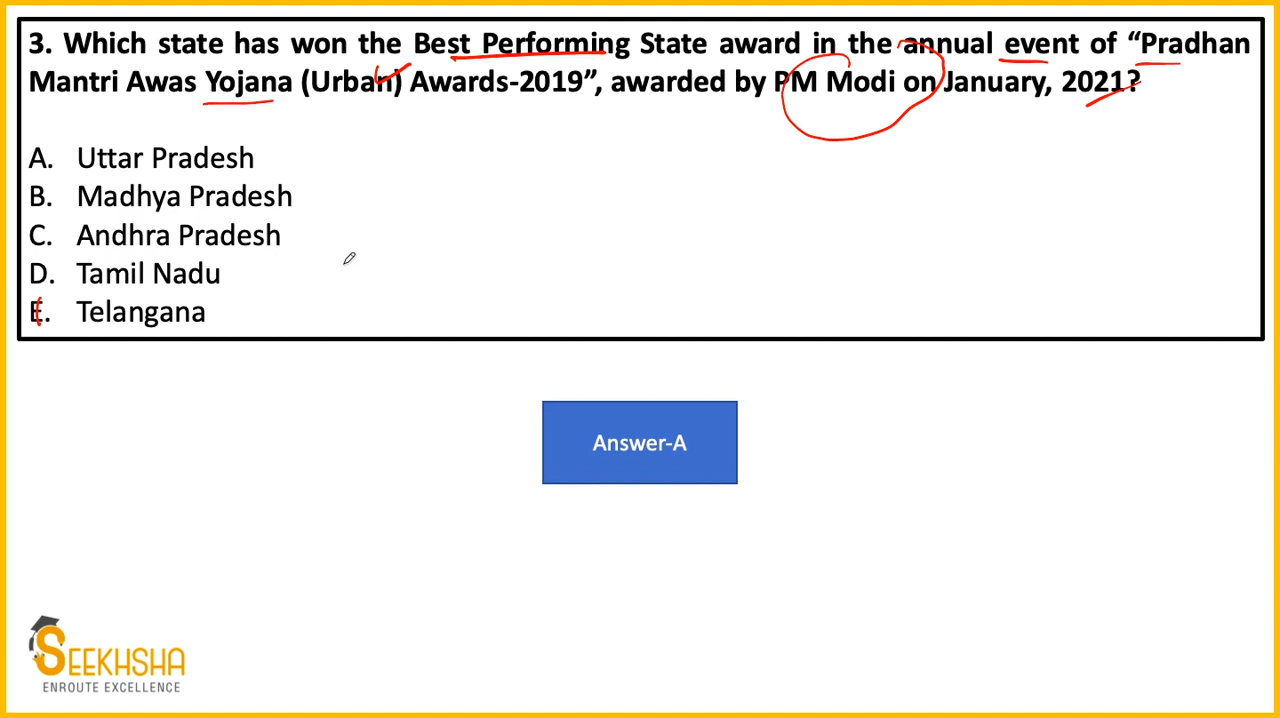 3. Which state has won the Best Performing State award in the annual event of “Pradhan
Mantri Awas Yojana (Urban) Awards-2019”, awarded by PM Modi on January, 2021?
A. Uttar Pradesh
B. Madhya Pradesh
C. Andhra Pradesh
D. Tamil Nadu
E. Telangana
Answer-A
SEEKHSHA
ENROUTE EXCELLENCE